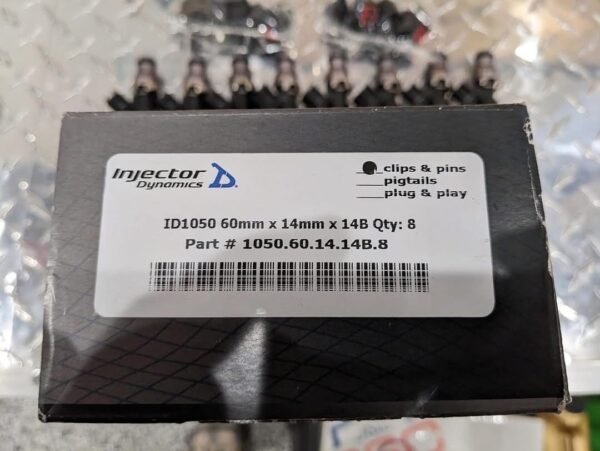 Injector
Dynamics
clips & pins
pigtails
plug & play
ID1050 60mm x 14mm x 14B Qty: 8
Part # 1050.60.14.14B.8